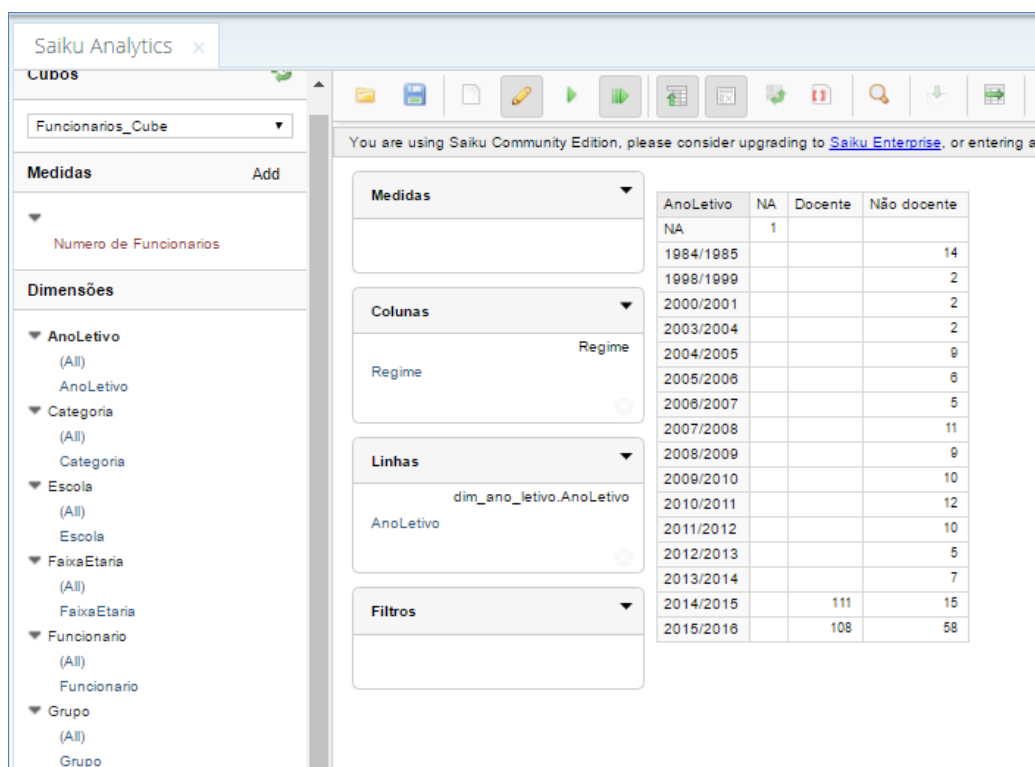 Saiku Analytics ×
Cubos
Funcionarios_Cube
Medidas Add
Numero de Funcionarios
Dimensões
AnoLetivo
(All)
AnoLetivo
Categoria
(All)
Categoria
Escola
(All)
Escola
FaixaEtaria
(All)
FaixaEtaria
Funcionario
(All)
Funcionario
Grupo
(All)
Grupo
You are using Saiku Community Edition, please consider upgrading to Saiku Enterprise, or entering a
Medidas
Colunas
Regime
Regime
Linhas
dim_ano_letivo.AnoLetivo
AnoLetivo
Filtros
AnoLetivo NA Docente Não docente
NA 1
1984/1985 14
1998/1999 2
2000/2001 2
2003/2004 2
2004/2005 9
2005/2006 6
2006/2007 5
2007/2008 11
2008/2009 9
2009/2010 10
2010/2011 12
2011/2012 10
2012/2013 5
2013/2014 7
2014/2015 111 15
2015/2016 108 58